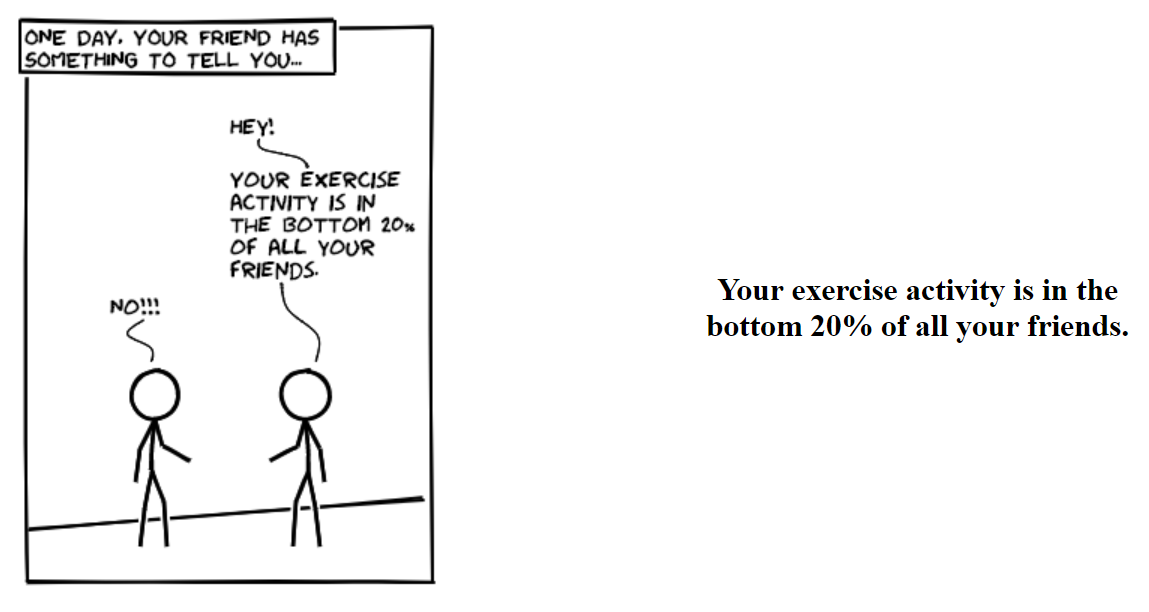 ONE DAY, YOUR FRIEND HAS
SOMETHING TO TELL YOU...
HEY!
YOUR EXERCISE
ACTIVITY IS IN
THE BOTTOM 20%
OF ALL YOUR
FRIENDS.
NO!!!
Your exercise activity is in the
bottom 20% of all your friends.